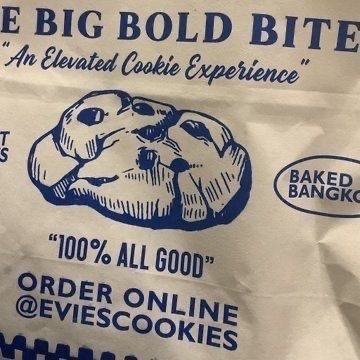 E BIG BOLD BITE
"An Elevated Cookie Experience"
BAKED
"100% ALL GOOD"
ORDER ONLINE
@EVIESCOOKIES